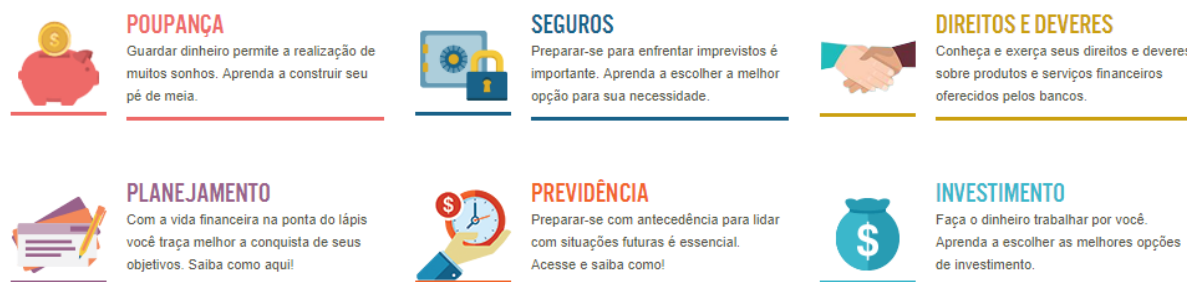 POUPANÇA
Guardar dinheiro permite a realização de
muitos sonhos. Aprenda a construir seu
pé de meia.
SEGUROS
Preparar-se para enfrentar imprevistos é
importante. Aprenda a escolher a melhor
opção para sua necessidade.
DIREITOS E DEVERES
Conheça e exerça seus direitos e deveres
sobre produtos e serviços financeiros
oferecidos pelos bancos.
PLANEJAMENTO
Com a vida financeira na ponta do lápis
você traça melhor a conquista de seus
objetivos. Saiba como aqui!
PREVIDÊNCIA
Preparar-se com antecedência para lidar
com situações futuras é essencial.
Acesse e saiba como!
INVESTIMENTO
Faça o dinheiro trabalhar por você.
Aprenda a escolher as melhores opções
de investimento.